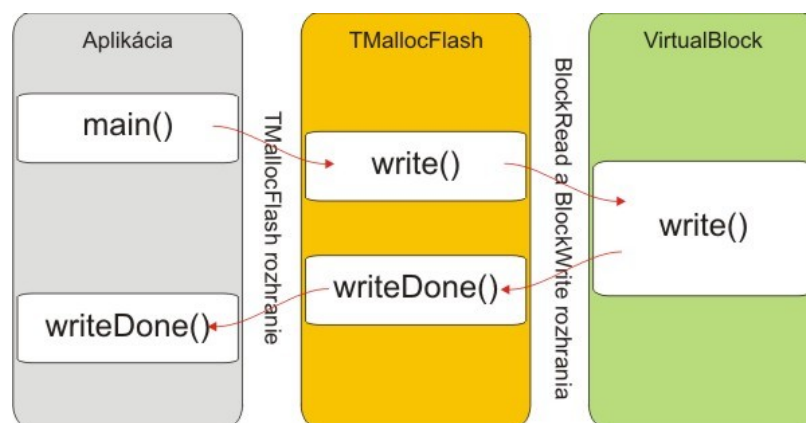 Aplikácia
TMallocFlash
VirtualBlock
main()
write()
write()
writeDone()
writeDone()
TMallocFlash rozhranie
BlockRead a BlockWrite rozhrania